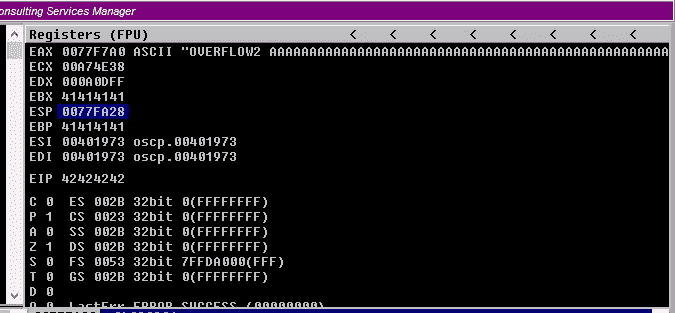 onsulting Services Manager
Registers (FPU) < < < < < < < <
EAX 0077F7A0 ASCII "OVERFLOW2 AAAAAAAAAAAAAAAAAAAAAAAAAAAAAAAAAAAAAAAAAAAAAAAAAAA
ECX 00A74E38
EDX 000A0DFF
EBX 41414141
ESP 0077FA28
EBP 41414141
ESI 00401973 oscp.00401973
EDI 00401973 oscp.00401973
EIP 42424242
C 0 ES 002B 32bit 0(FFFFFFFF)
P 1 CS 0023 32bit 0(FFFFFFFF)
A 0 SS 002B 32bit 0(FFFFFFFF)
Z 1 DS 002B 32bit 0(FFFFFFFF)
S 0 FS 0053 32bit 7FFDA000(FFF)
T 0 GS 002B 32bit 0(FFFFFFFF)
D 0
O 0 LastErr ERROR_SUCCESS (00000000)